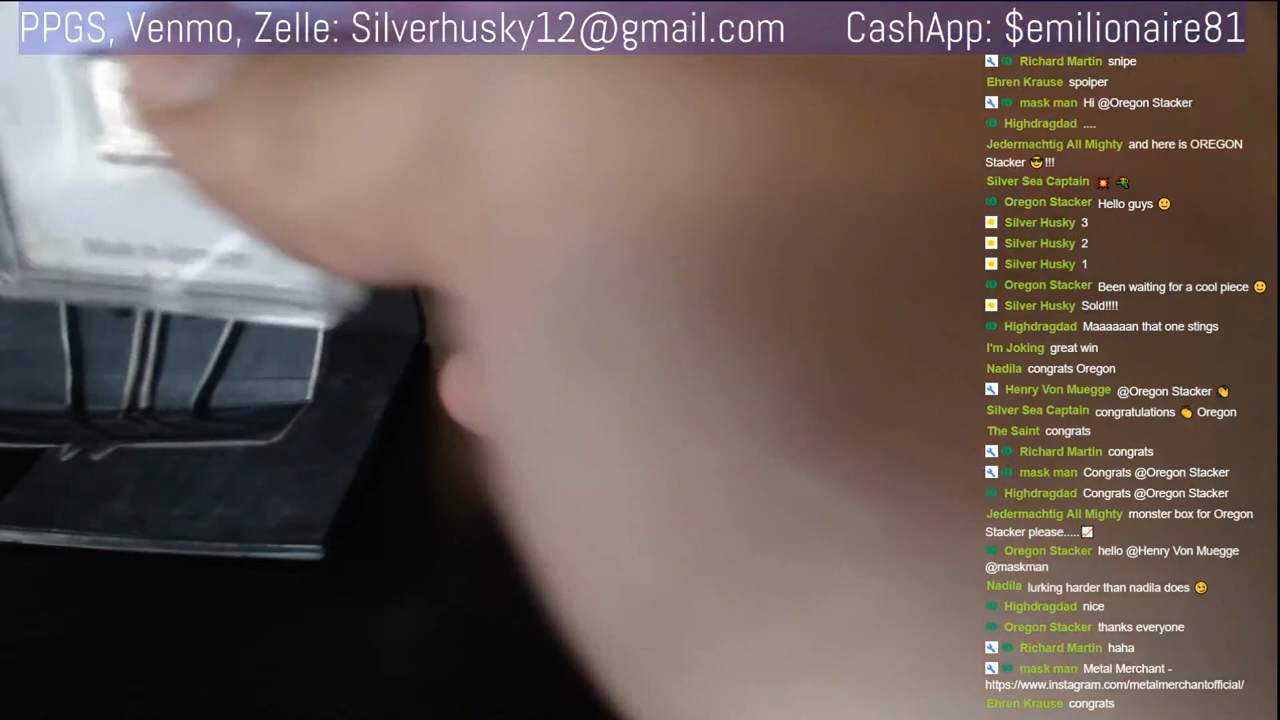 PPGS, Venmo, Zelle: Silverhusky12@gmail.com CashApp: $emilionaire81
Richard Martin snipe
Ehren Krause spoiper
mask man Hi @Oregon Stacker
Highdragdad ....
Jedermachtig All Mighty and here is OREGON
Stacker 😎!!!
Silver Sea Captain 💥 🔫
Oregon Stacker Hello guys 🙂
Silver Husky 3
Silver Husky 2
Silver Husky 1
Oregon Stacker Been waiting for a cool piece 🙂
Silver Husky Sold!!!!
Highdragdad Maaaaaan that one stings
I'm Joking great win
Nadila congrats Oregon
Henry Von Muegge @Oregon Stacker 👏
Silver Sea Captain congratulations 👏 Oregon
The Saint congrats
Richard Martin congrats
mask man Congrats @Oregon Stacker
Highdragdad Congrats @Oregon Stacker
Jedermachtig All Mighty monster box for Oregon
Stacker please.....📈
Oregon Stacker hello @Henry Von Muegge
@maskman
Nadila lurking harder than nadila does 😏
Highdragdad nice
Oregon Stacker thanks everyone
Richard Martin haha
mask man Metal Merchant -
https://www.instagram.com/metalmerchantofficial/
Ehren Krause congrats